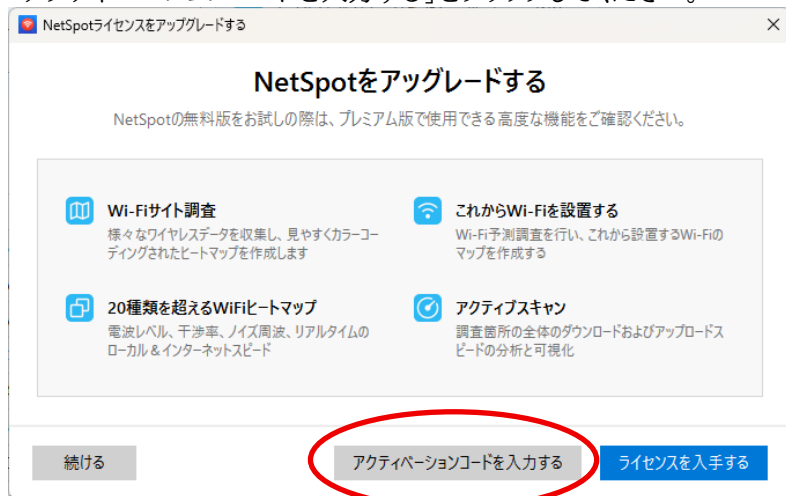 NetSpotライセンスをアップグレードする
NetSpotをアッグレードする
NetSpotの無料版をお試しの際は、プレミアム版で使用できる高度な機能をご確認ください。
Wi-Fiサイト調査
様々なワイヤレスデータを収集し、見やすくカラーコー
ディングされたヒートマップを作成します
これからWi-Fiを設置する
Wi-Fi予測調査を行い、これから設置するWi-Fiの
マップを作成する
20種類を超えるWiFiヒートマップ
電波レベル、干渉率、ノイズ周波、リアルタイムの
ローカル＆インターネットスピード
アクティブスキャン
調査箇所の全体のダウンロードおよびアップロードス
ピードの分析と可視化
続ける
アクティベーションコードを入力する
ライセンスを入手する